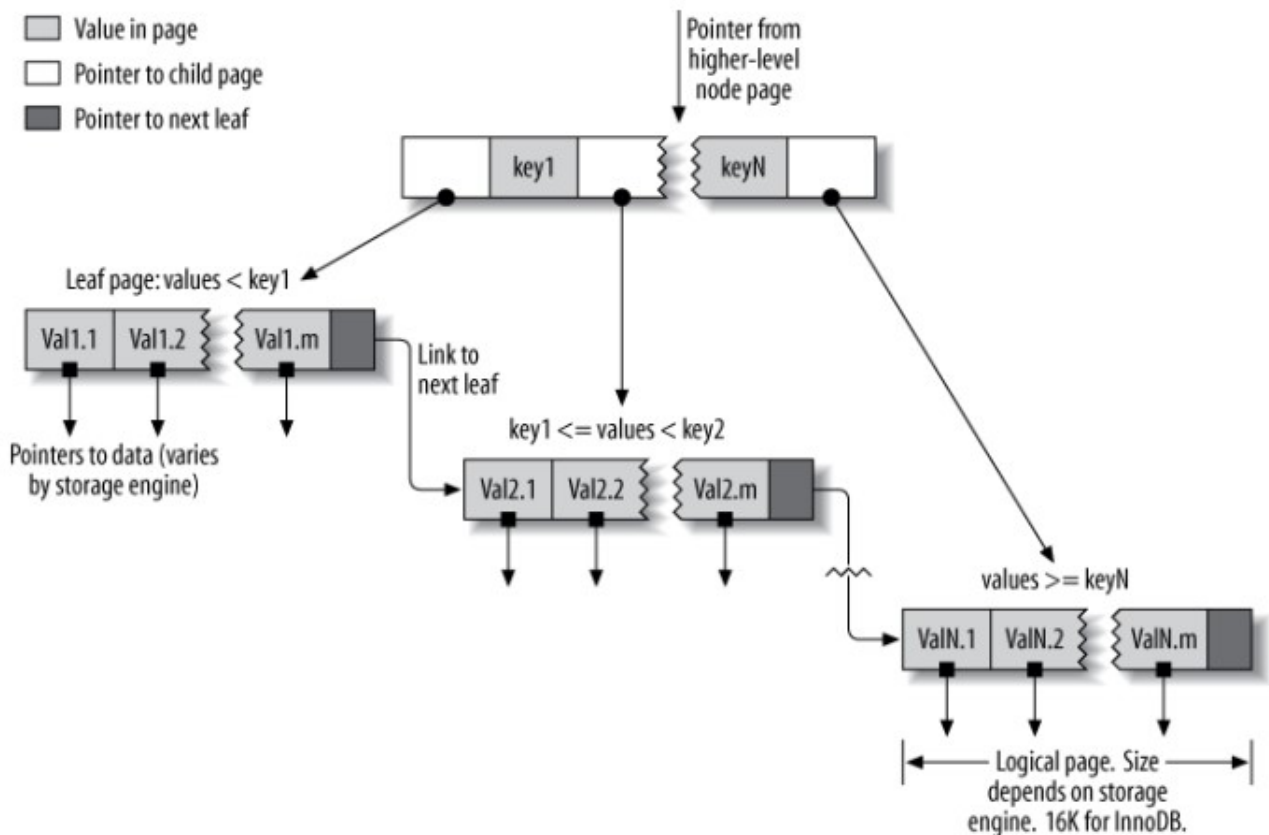 Value in page
Pointer to child page
Pointer to next leaf
Pointer from
higher-level
node page
key1
keyN
Leaf page: values < key1
Val1.1
Val1.2
Val1.m
Link to
next leaf
Pointers to data (varies
by storage engine)
key1 <= values < key2
Val2.1
Val2.2
Val2.m
values >= keyN
ValN.1
ValN.2
ValN.m
Logical page. Size
depends on storage
engine. 16K for InnoDB.